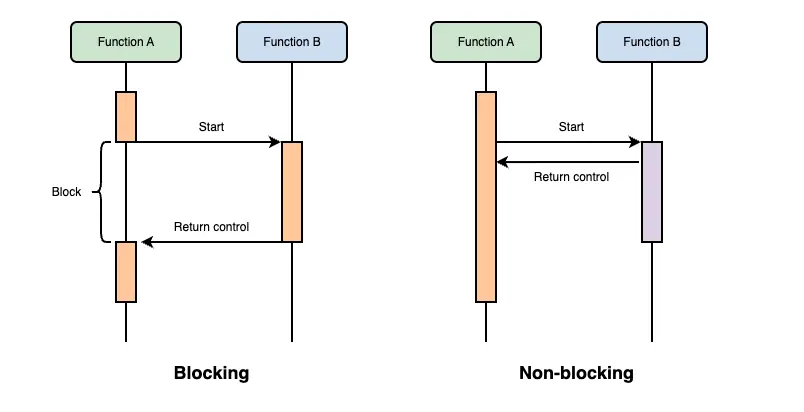 Function A
Function B
Start
Block
Return control
Blocking
Function A
Function B
Start
Return control
Non-blocking